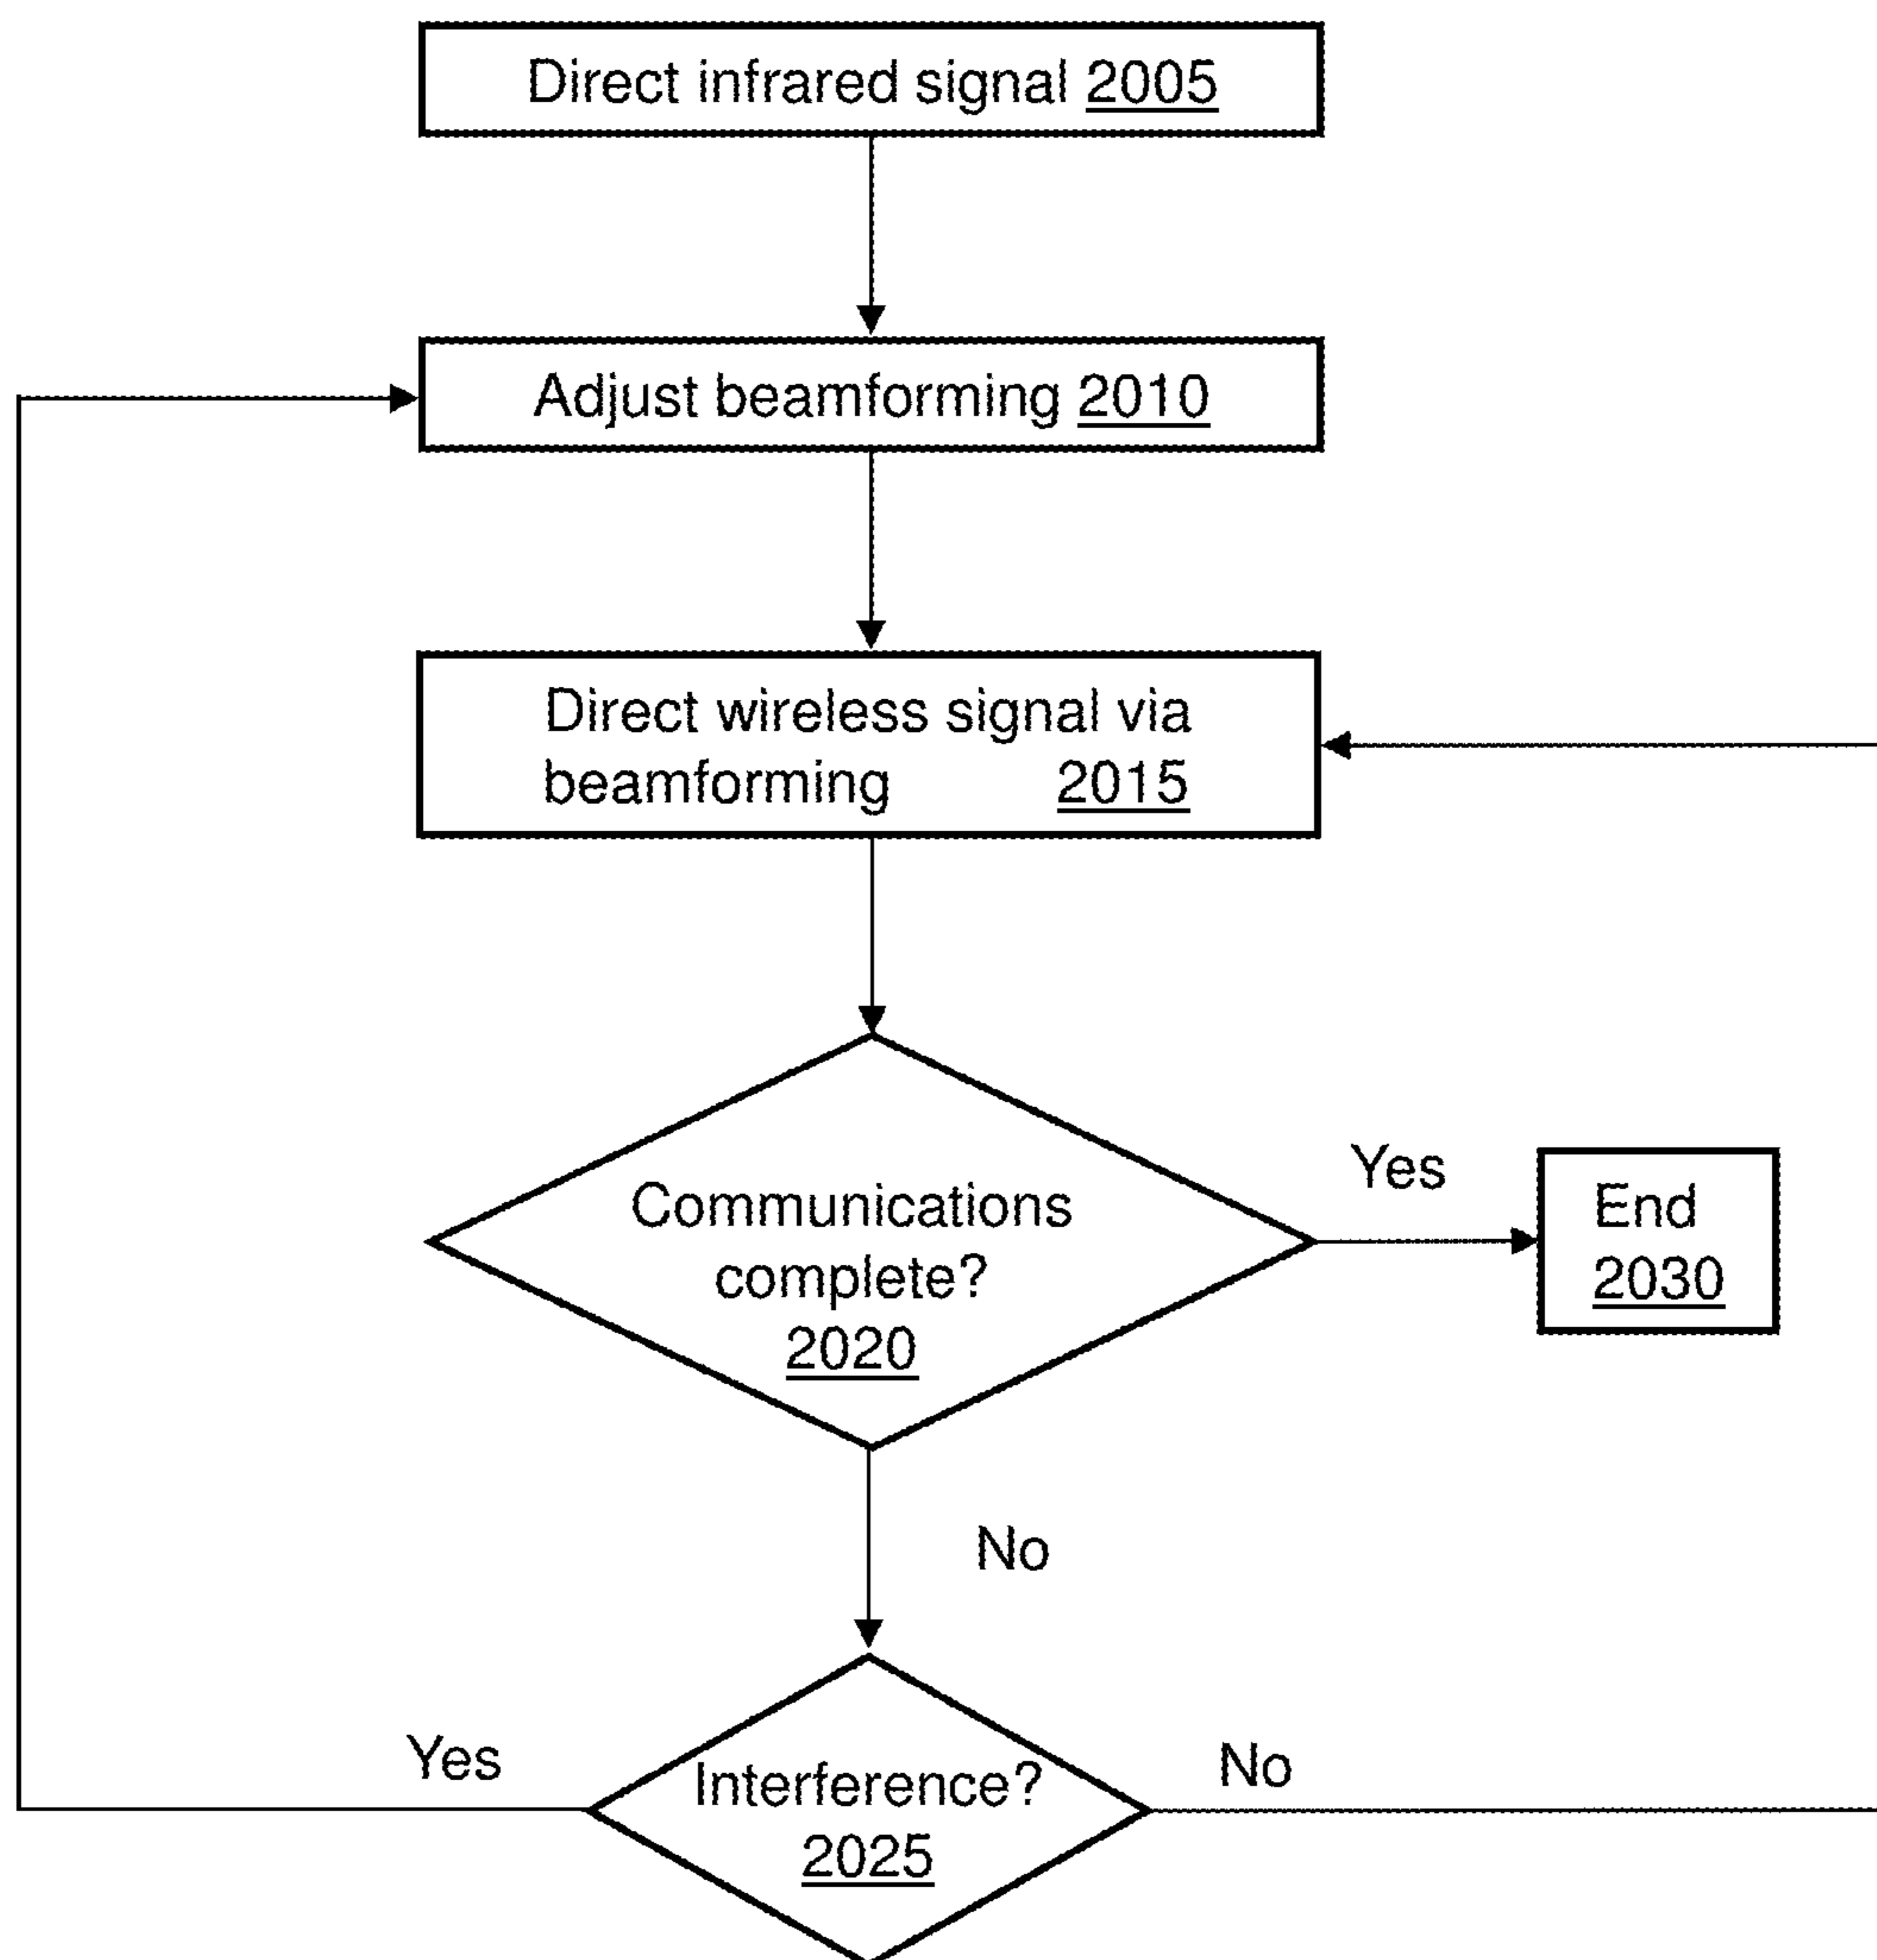 Direct infrared signal 2005
Adjust beamforming 2010
Direct wireless signal via
beamforming 2015
Communications
complete?
2020
Yes
End
2030
No
Yes
Interference?
2025
No